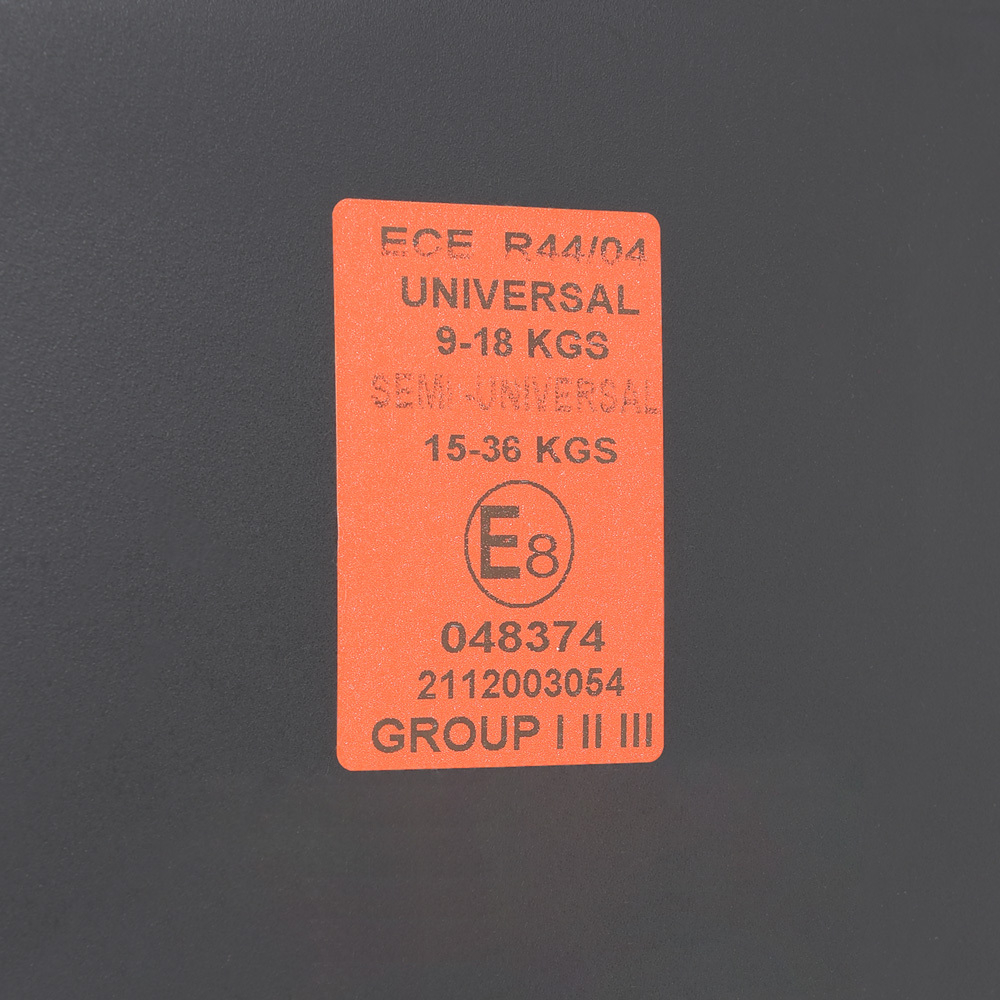 ECE R44/04
UNIVERSAL
9-18 KGS
SEMI-UNIVERSAL
15-36 KGS
E8
048374
2112003054
GROUP I II III